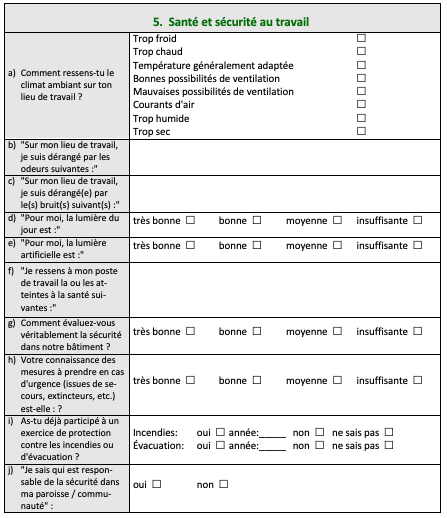 5. Santé et sécurité au travail
a) Comment ressens-tu le
climat ambiant sur ton
lieu de travail ?
Trop froid ☐
Trop chaud ☐
Température généralement adaptée ☐
Bonnes possibilités de ventilation ☐
Mauvaises possibilités de ventilation ☐
Courants d'air ☐
Trop humide ☐
Trop sec ☐
b) "Sur mon lieu de travail,
je suis dérangé par les
odeurs suivantes :"
c) "Sur mon lieu de travail,
je suis dérangé(e) par
le(s) bruit(s) suivant(s) :"
d) "Pour moi, la lumière du
jour est :"
très bonne ☐ bonne ☐ moyenne ☐ insuffisante ☐
e) "Pour moi, la lumière
artificielle est :"
très bonne ☐ bonne ☐ moyenne ☐ insuffisante ☐
f) "Je ressens à mon poste
de travail la ou les at-
teintes à la santé sui-
vantes :"
g) Comment évaluez-vous
véritablement la sécurité
dans notre bâtiment ?
très bonne ☐ bonne ☐ moyenne ☐ insuffisante ☐
h) Votre connaissance des
mesures à prendre en cas
d'urgence (issues de se-
cours, extincteurs, etc.)
est-elle : ?
très bonne ☐ bonne ☐ moyenne ☐ insuffisante ☐
i) As-tu déjà participé à un
exercice de protection
contre les incendies ou
d'évacuation ?
Incendies: oui ☐ année:_____ non ☐ ne sais pas ☐
Évacuation: oui ☐ année:_____ non ☐ ne sais pas ☐
j) "Je sais qui est respon-
sable de la sécurité dans
ma paroisse / commu-
nauté" :
oui ☐ non ☐